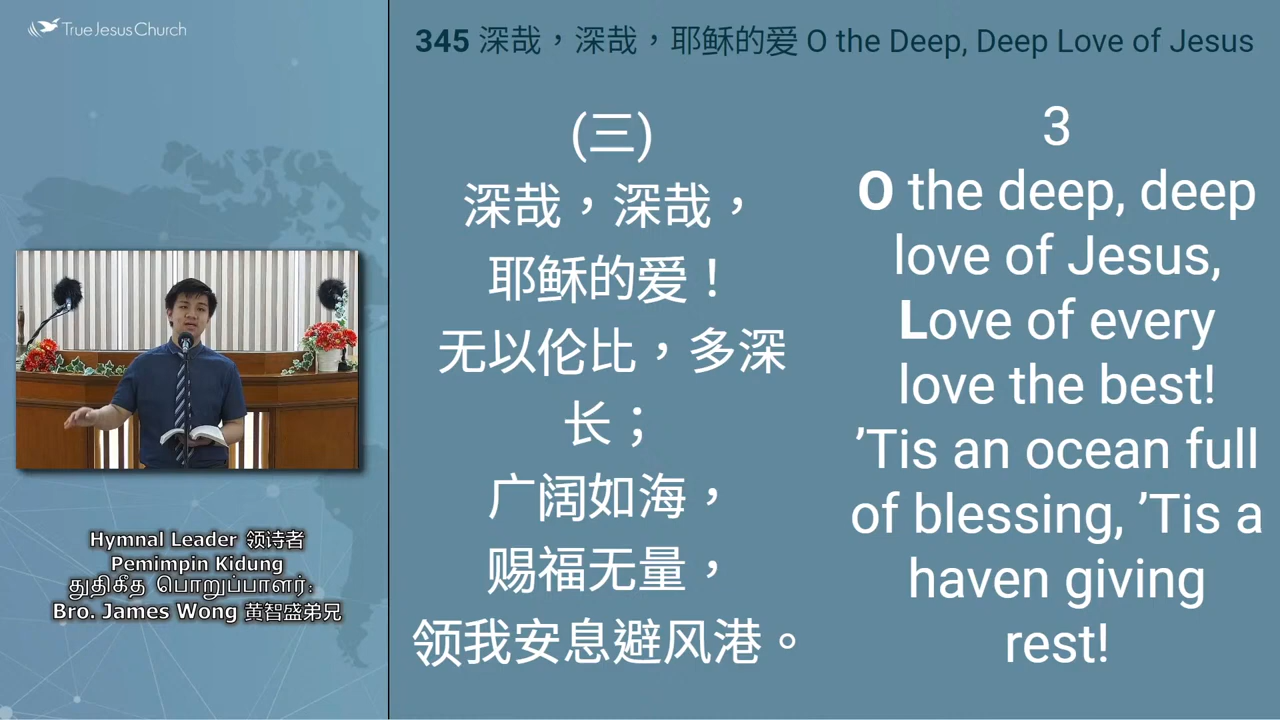 True Jesus Church
345 深哉，深哉，耶稣的爱 O the Deep, Deep Love of Jesus
(三)
深哉，深哉，
耶稣的爱！
无以伦比，多深
长；
广阔如海，
赐福无量，
领我安息避风港。
3
O the deep, deep
love of Jesus,
Love of every
love the best!
’Tis an ocean full
of blessing, ’Tis a
haven giving
rest!
Hymnal Leader 领诗者
Pemimpin Kidung
துதிகீத பொறுப்பாளர்:
Bro. James Wong 黄智盛弟兄